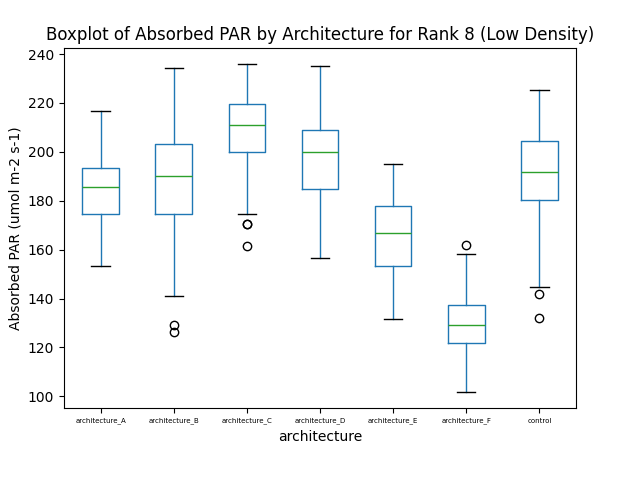 Boxplot of Absorbed PAR by Architecture for Rank 8 (Low Density)
240
220
200
180
160
140
120
100
Absorbed PAR (umol m-2 s-1)
architecture_A architecture_B architecture_C architecture_D architecture_E architecture_F control
architecture